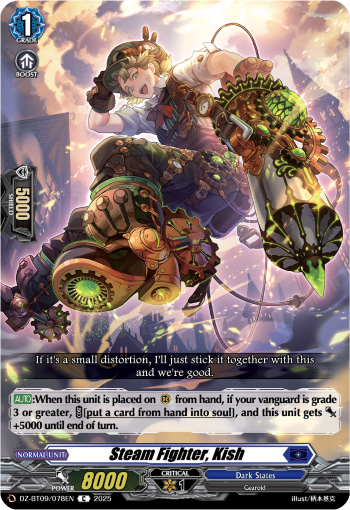 1
GRADE
BOOST
5000
SHIELD
If it's a small distortion, I'll just stick it together with this
and we're good.
AUTO:When this unit is placed on RC from hand, if your vanguard is grade
3 or greater, [put a card from hand into soul], and this unit gets
+5000 until end of turn.
NORMAL UNIT
Steam Fighter, Kish
POWER 8000
CRITICAL
1
Dark States
Gearoid
DZ-BT09/078EN C 2025
illust/柄本基克